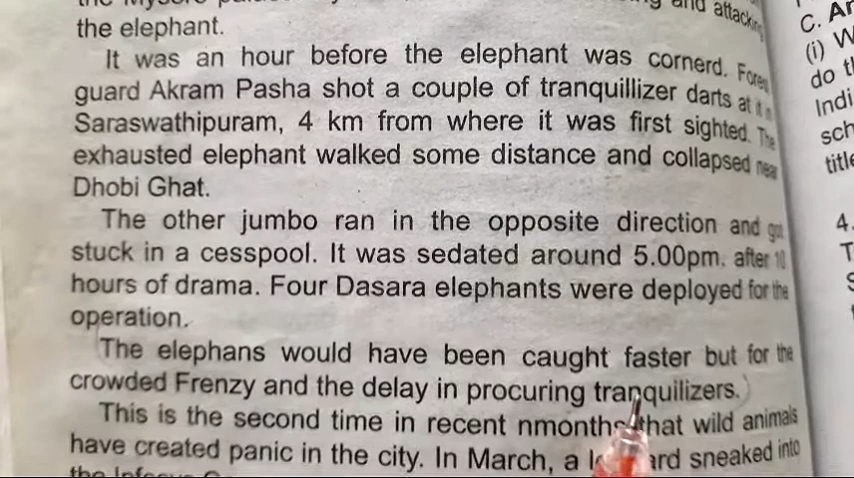 the elephant.
It was an hour before the elephant was cornerd. Fores
guard Akram Pasha shot a couple of tranquillizer darts at it
Saraswathipuram, 4 km from where it was first sighted. The
exhausted elephant walked some distance and collapsed near
Dhobi Ghat.
The other jumbo ran in the opposite direction and got
stuck in a cesspool. It was sedated around 5.00pm. after 10
hours of drama. Four Dasara elephants were deployed for the
operation.
The elephans would have been caught faster but for the
crowded Frenzy and the delay in procuring tranquilizers.
This is the second time in recent nmonths that wild animals
have created panic in the city. In March, a sneaked into
C. Ar
(i) W
do th
Indi
sch
title
4.
T